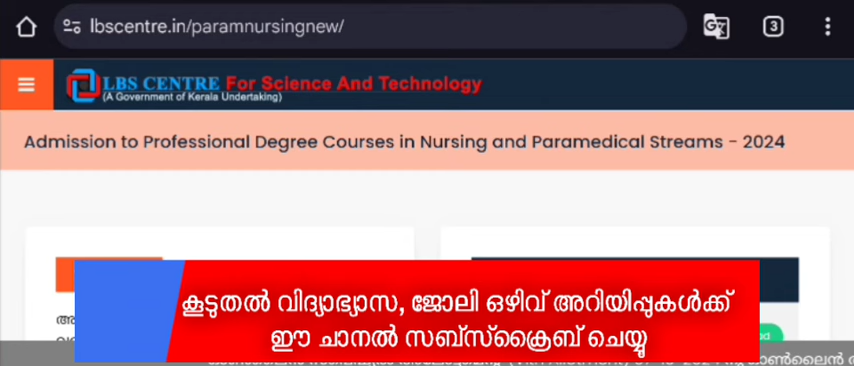 lbscentre.in/paramnursingnew/
3
LBS CENTRE For Science And Technology
(A Government of Kerala Undertaking)
Admission to Professional Degree Courses in Nursing and Paramedical Streams - 2024
കൂടുതൽ വിദ്യാഭ്യാസ, ജോലി ഒഴിവ് അറിയിപ്പുകൾക്ക്
ഈ ചാനൽ സബ്സ്ക്രൈബ് ചെയ്യൂ